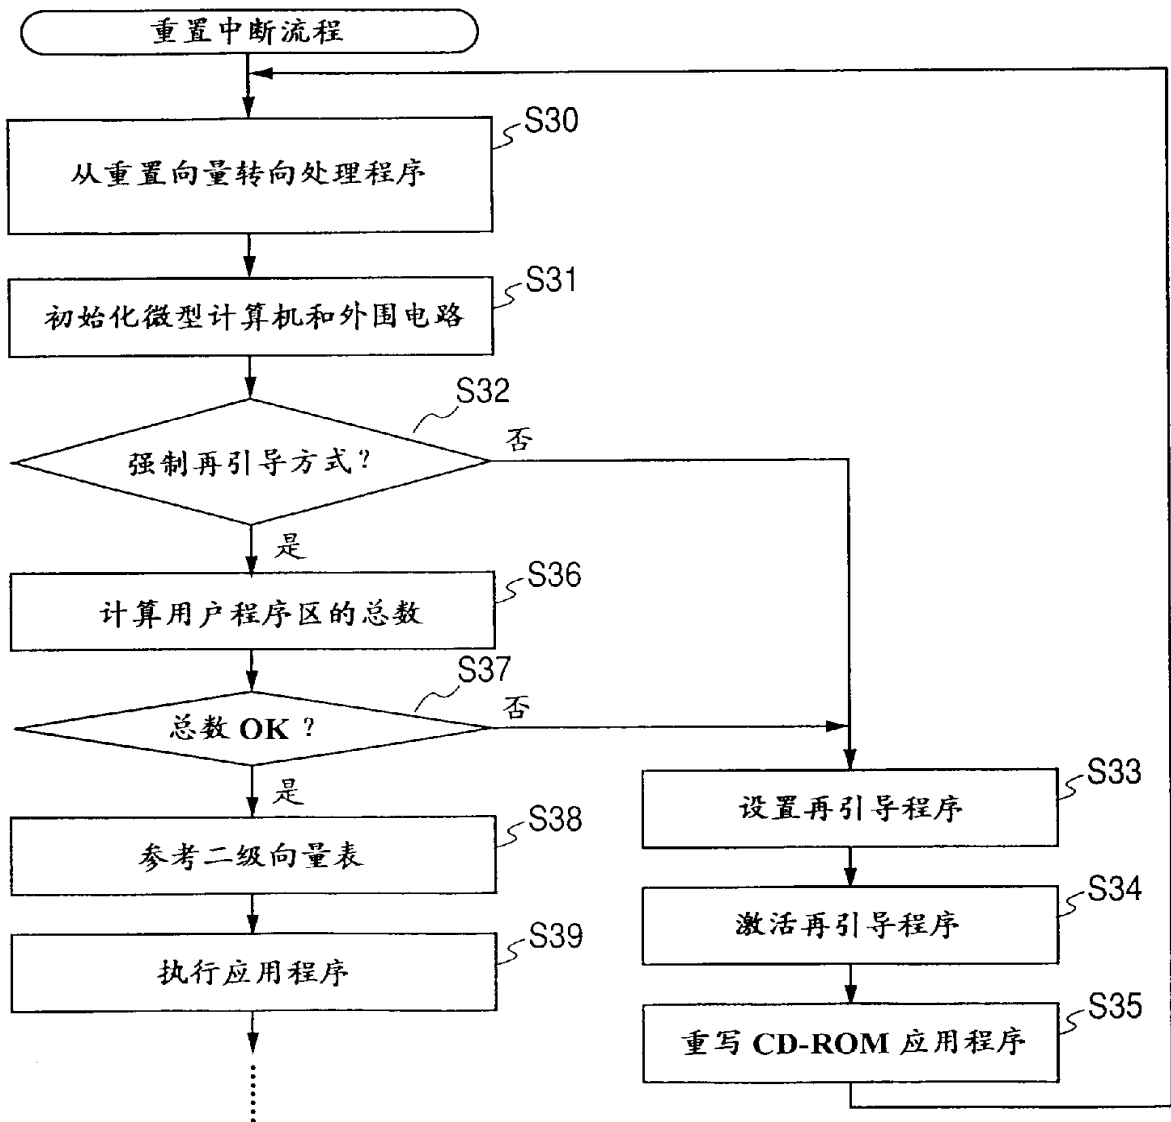 重置中断流程
S30
从重置向量转向处理程序
S31
初始化微型计算机和外围电路
S32
强制再引导方式?
否
是
S36
计算用户程序区的总数
S37
总数 OK ?
否
是
S38
参考二级向量表
S39
执行应用程序
S33
设置再引导程序
S34
激活再引导程序
S35
重写 CD-ROM 应用程序